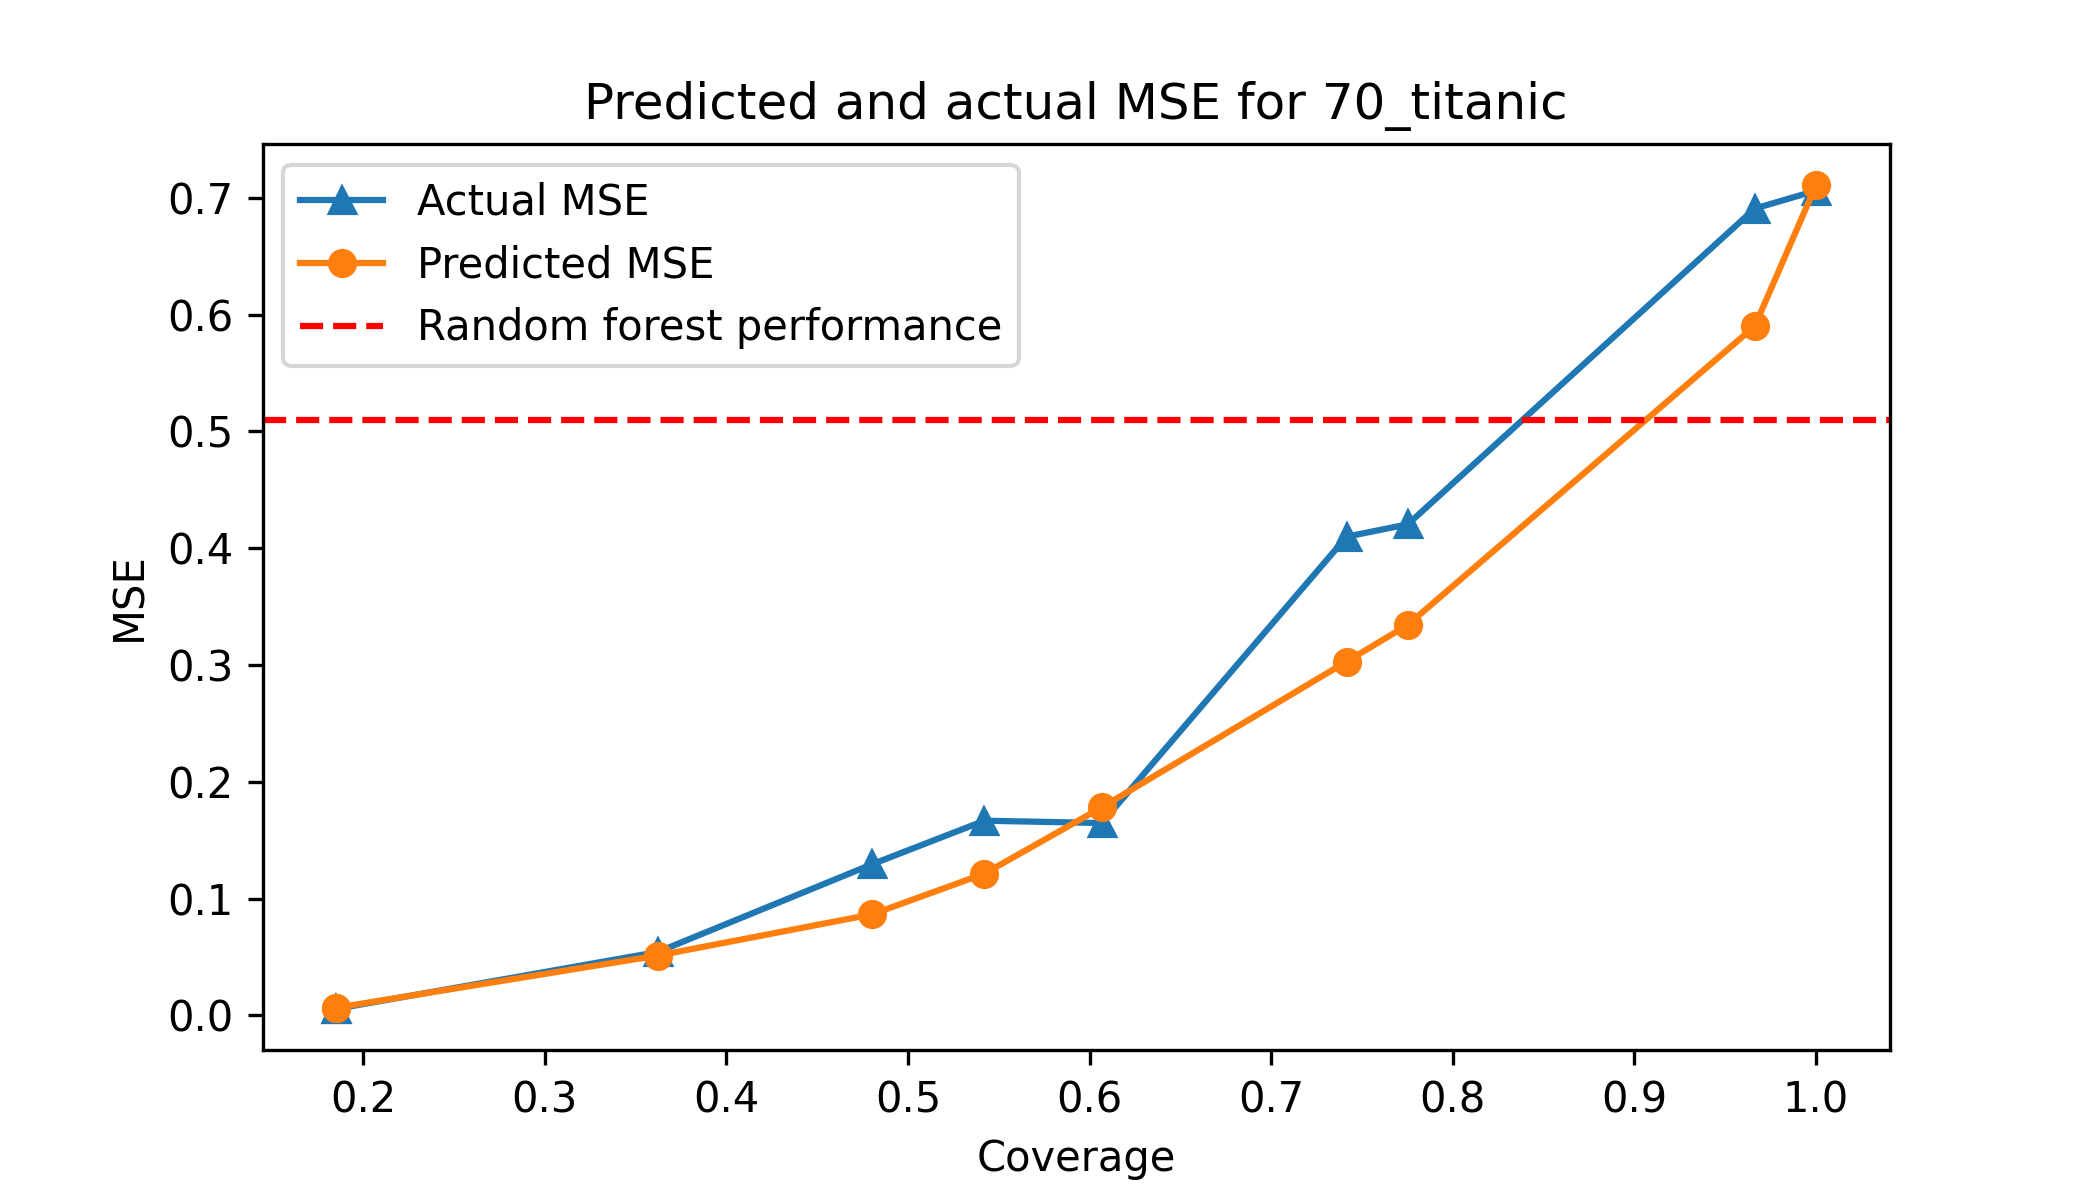 Predicted and actual MSE for 70_titanic
Actual MSE
Predicted MSE
Random forest performance
MSE
0.7
0.6
0.5
0.4
0.3
0.2
0.1
0.0
0.2 0.3 0.4 0.5 0.6 0.7 0.8 0.9 1.0
Coverage